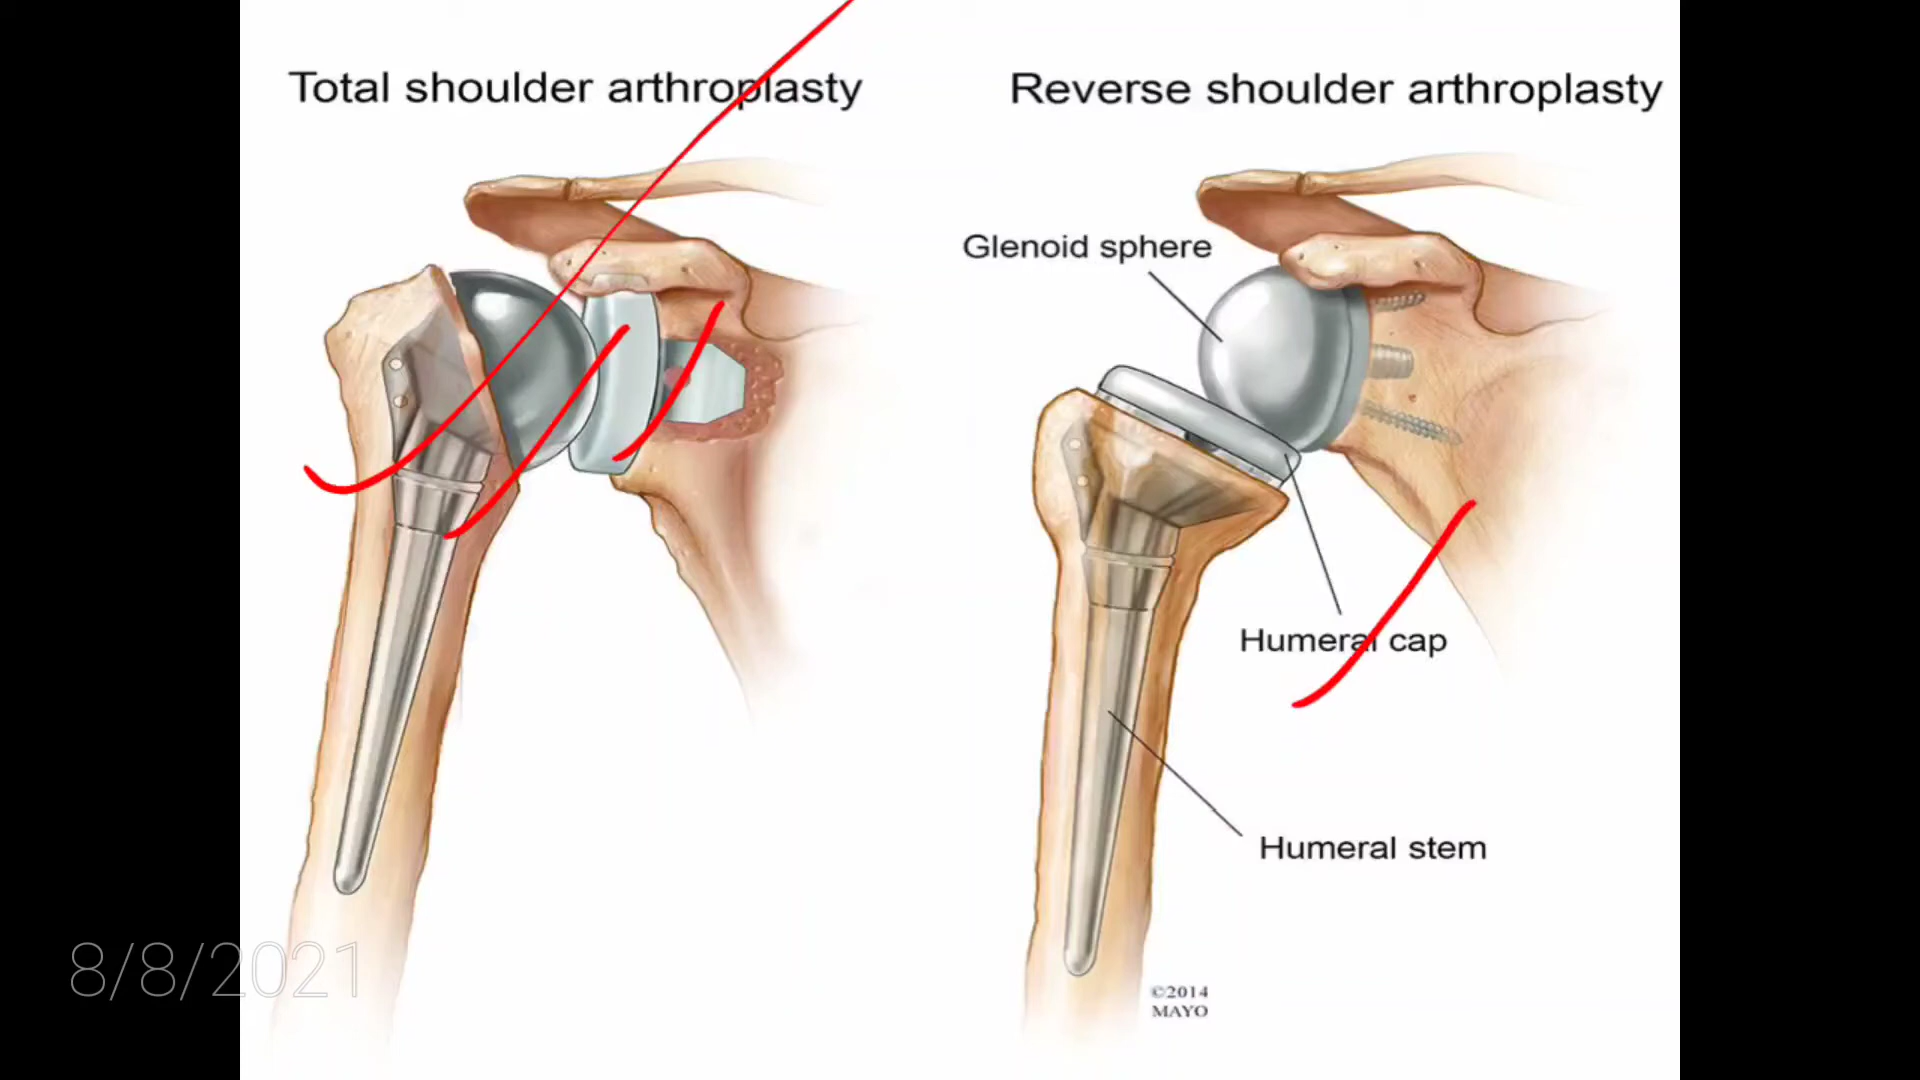 Total shoulder arthroplasty
Reverse shoulder arthroplasty
Glenoid sphere
Humeral cap
Humeral stem
8/8/2021
©2014
MAYO